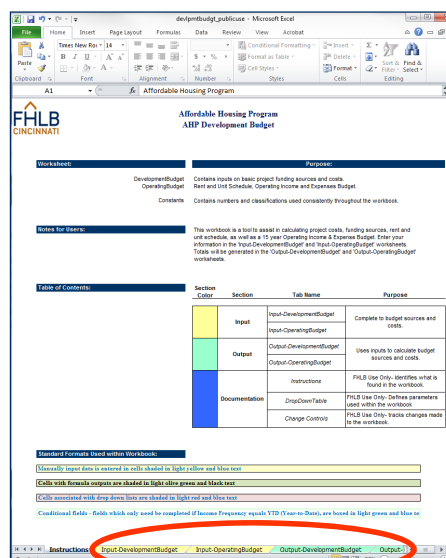 devlpmtbudgt_publicuse - Microsoft Excel
File Home Insert Page Layout Formulas Data Review View Acrobat
Times New Roi 14
Paste
Conditional Formatting
Format as Table
Cell Styles
Insert
Delete
Format
Sort & Filter
Find & Select
Clipboard Font Alignment Number Styles Cells Editing
A1 fx Affordable Housing Program
FHLB
CINCINNATI
Affordable Housing Program
AHP Development Budget
Worksheet: Purpose:
DevelopmentBudget Contains inputs on basic project funding sources and costs.
OperatingBudget Rent and Unit Schedule, Operating Income and Expenses Budget.
Constants Contains numbers and classifications used consistently throughout the workbook.
Notes for Users: This workbook is a tool to assist in calculating project costs, funding sources, rent and
unit schedule, as well as a 15 year Operating Income & Expense Budget. Enter your
information in the 'Input-DevelopmentBudget' and 'Input-OperatingBudget' worksheets.
Totals will be generated in the 'Output-DevelopmentBudget' and 'Output-OperatingBudget'
worksheets.
Table of Contents:
Section Color Section Tab Name Purpose
Input
Input-DevelopmentBudget
Input-OperatingBudget
Complete to budget sources and
costs.
Output
Output-DevelopmentBudget
Output-OperatingBudget
Uses inputs to calculate budget
sources and costs.
Documentation
Instructions
FHLB Use Only- Identifies what is
found in the workbook.
DropDownTable
FHLB Use Only- Defines parameters
used within the workbook
Change Controls
FHLB Use Only- tracks changes made
to the workbook.
Standard Formats Used within Workbook:
Manually input data is entered in cells shaded in light yellow and blue text
Cells with formula outputs are shaded in light olive green and black text
Cells associated with drop down lists are shaded in light red and blue text
Conditional fields - fields which only need be completed if Income Frequency equals YTD (Year-to-Date), are boxed in light green and blue te
Instructions Input-DevelopmentBudget Input-OperatingBudget Output-DevelopmentBudget Output-